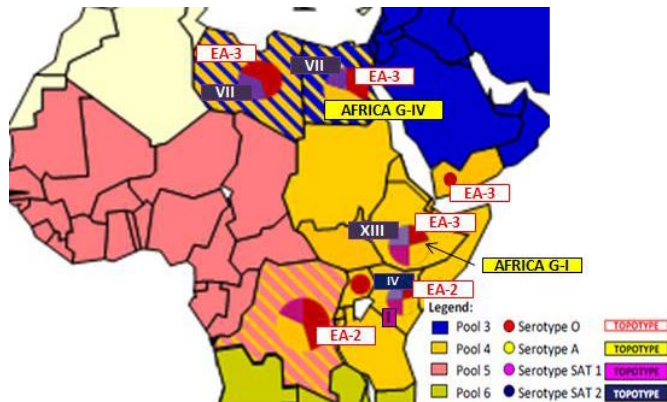 EA-3
VII
VII
EA-3
AFRICA G-IV
EA-3
EA-3
XIII
AFRICA G-I
IV
EA-2
I
EA-2
Legend:
Pool 3 Serotype O TOPOTYPE
Pool 4 Serotype A TOPOTYPE
Pool 5 Serotype SAT 1 TOPOTYPE
Pool 6 Serotype SAT 2 TOPOTYPE